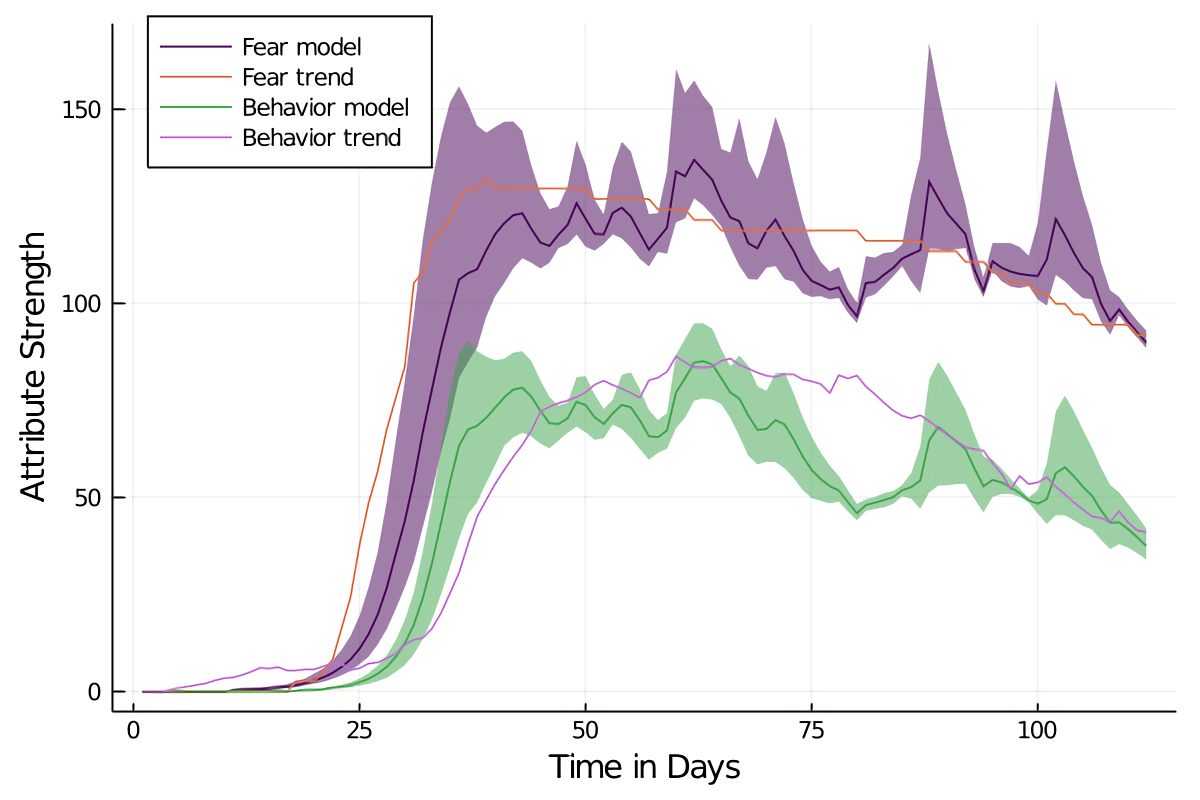 Fear model
Fear trend
Behavior model
Behavior trend
150
100
50
0
Attribute Strength
0 25 50 75 100
Time in Days